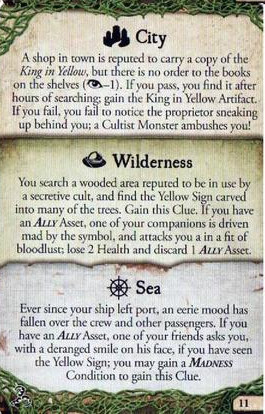 City
A shop in town is reputed to carry a copy of the
King in Yellow, but there is no order to the books
on the shelves (–1). If you pass, you find it after
hours of searching; gain the King in Yellow Artifact.
If you fail, you fail to notice the proprietor sneaking
up behind you; a Cultist Monster ambushes you!
Wilderness
You search a wooded area reputed to be in use by
a secretive cult, and find the Yellow Sign carved
into many of the trees. Gain this Clue. If you have
an ALLY Asset, one of your companions is driven
mad by the symbol, and attacks you a in a fit of
bloodlust; lose 2 Health and discard 1 ALLY Asset.
Sea
Ever since your ship left port, an eerie mood has
fallen over the crew and other passengers. If you
have an ALLY Asset, one of your friends asks you,
with a deranged smile on his face, if you have seen
the Yellow Sign; you may gain a MADNESS
Condition to gain this Clue.
11